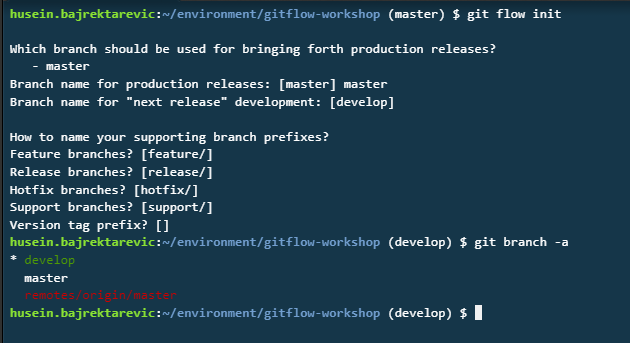 husein.bajrektarevic:~/environment/gitflow-workshop (master) $ git flow init
Which branch should be used for bringing forth production releases?
- master
Branch name for production releases: [master] master
Branch name for "next release" development: [develop]
How to name your supporting branch prefixes?
Feature branches? [feature/]
Release branches? [release/]
Hotfix branches? [hotfix/]
Support branches? [support/]
Version tag prefix? []
husein.bajrektarevic:~/environment/gitflow-workshop (develop) $ git branch -a
* develop
master
remotes/origin/master
husein.bajrektarevic:~/environment/gitflow-workshop (develop) $